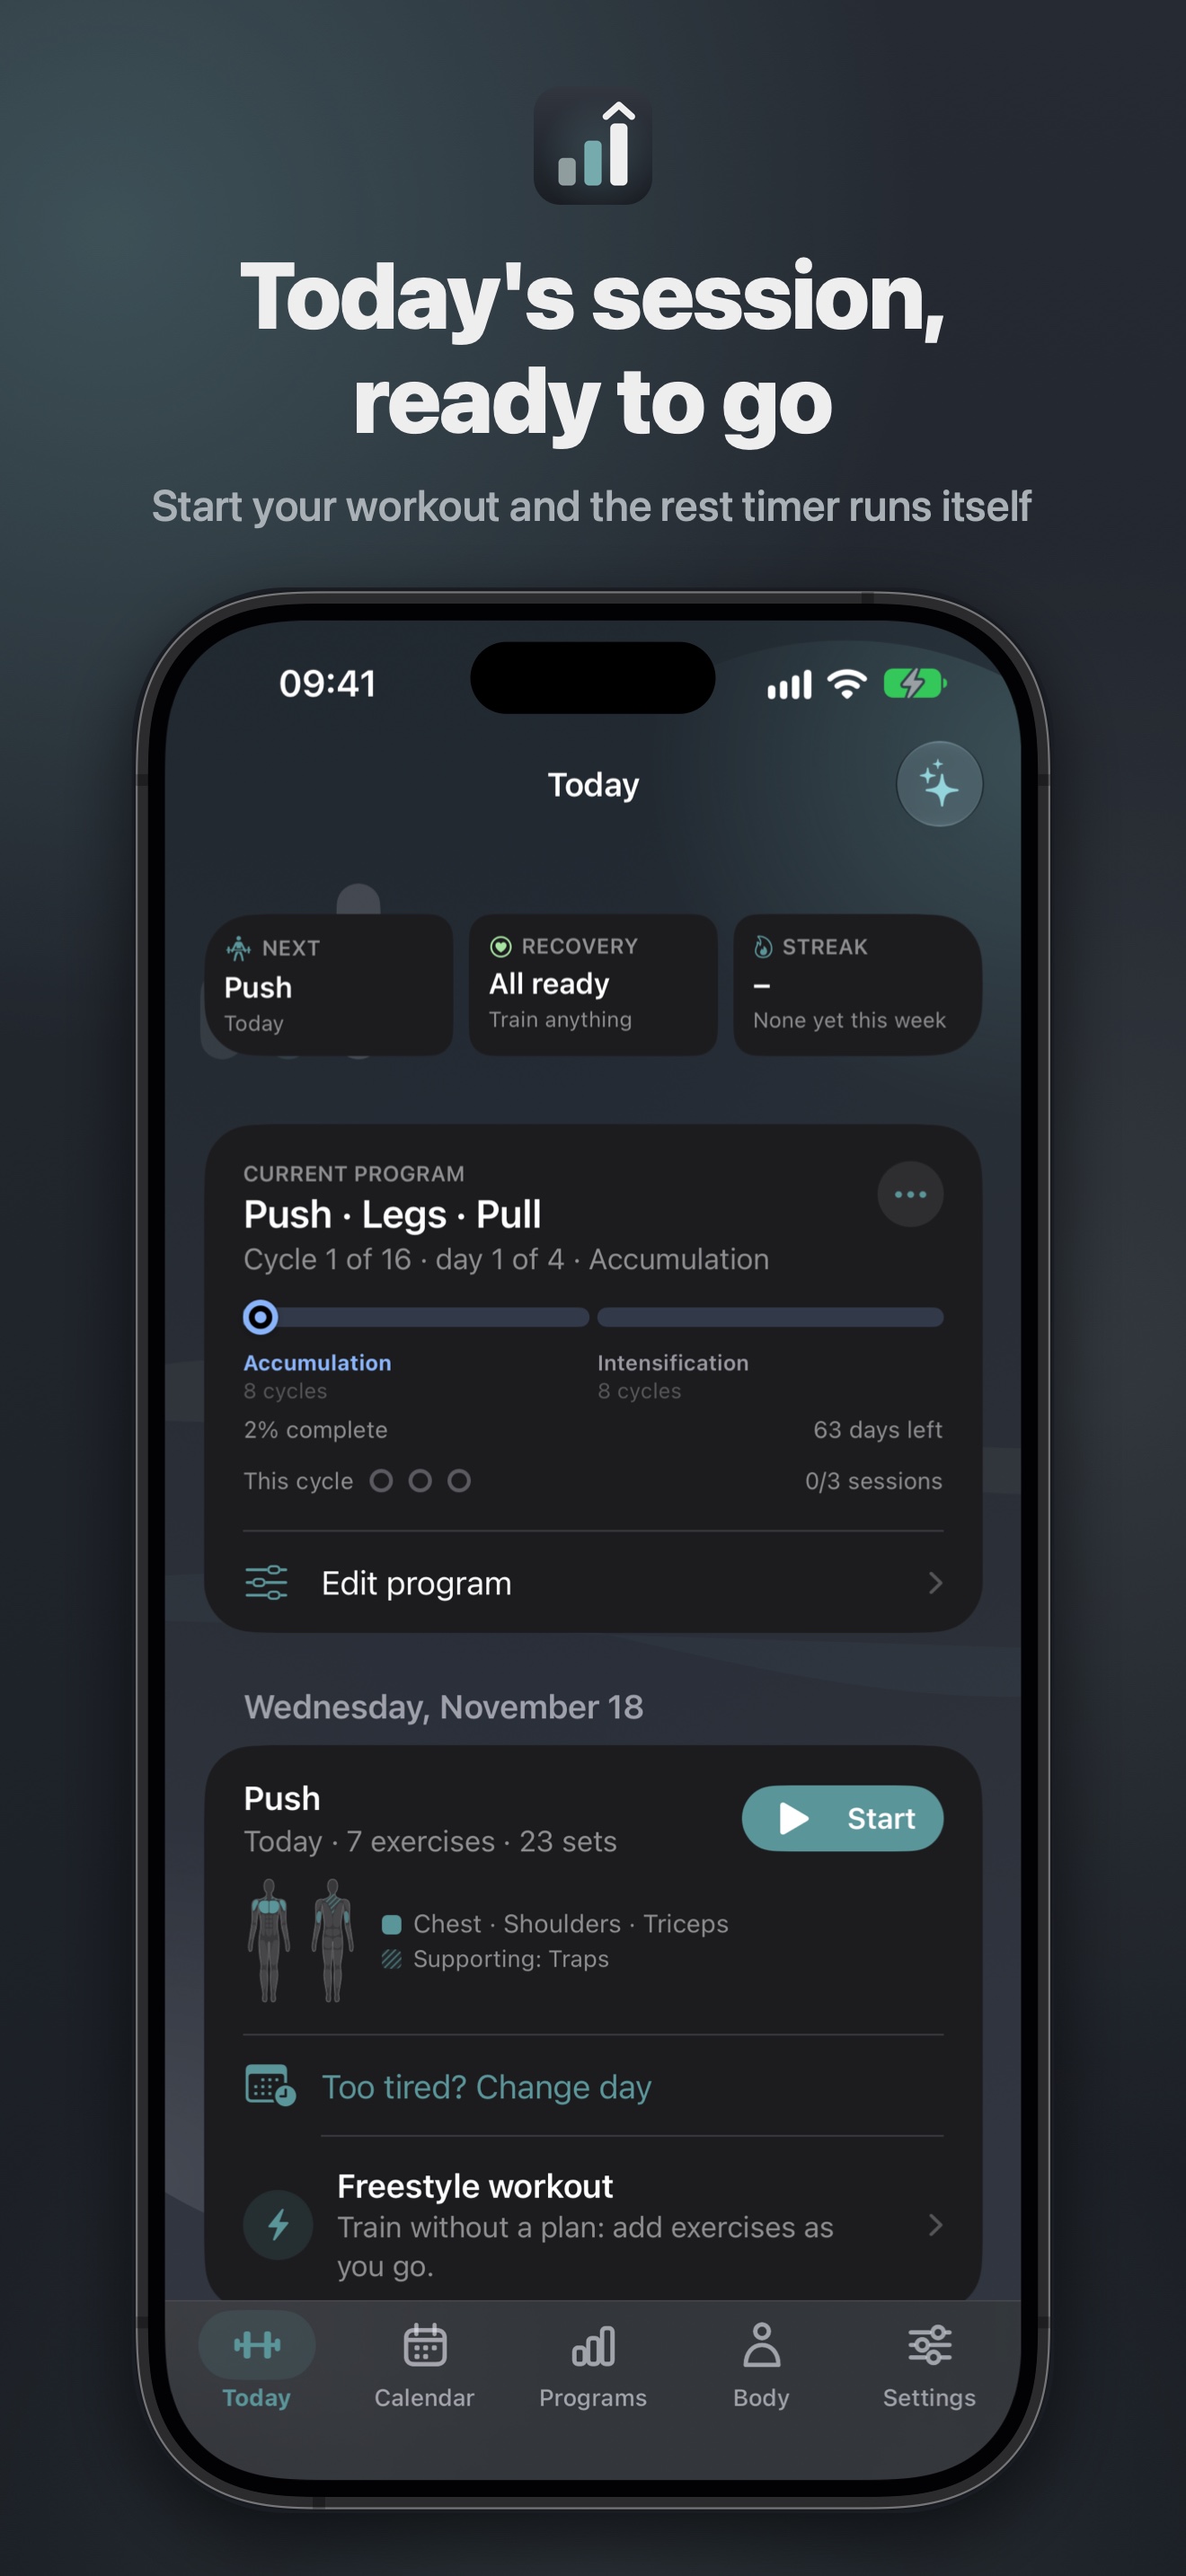 Today's session,
ready to go
Start your workout and the rest timer runs itself
09:41
Today
NEXT
Push
Today
RECOVERY
All ready
Train anything
STREAK
–
None yet this week
CURRENT PROGRAM
Push · Legs · Pull
Cycle 1 of 16 · day 1 of 4 · Accumulation
Accumulation
8 cycles
Intensification
8 cycles
2% complete
63 days left
This cycle
0/3 sessions
Edit program
Wednesday, November 18
Push
Today · 7 exercises · 23 sets
Start
Chest · Shoulders · Triceps
Supporting: Traps
Too tired? Change day
Freestyle workout
Train without a plan: add exercises as
you go.
Today
Calendar
Programs
Body
Settings